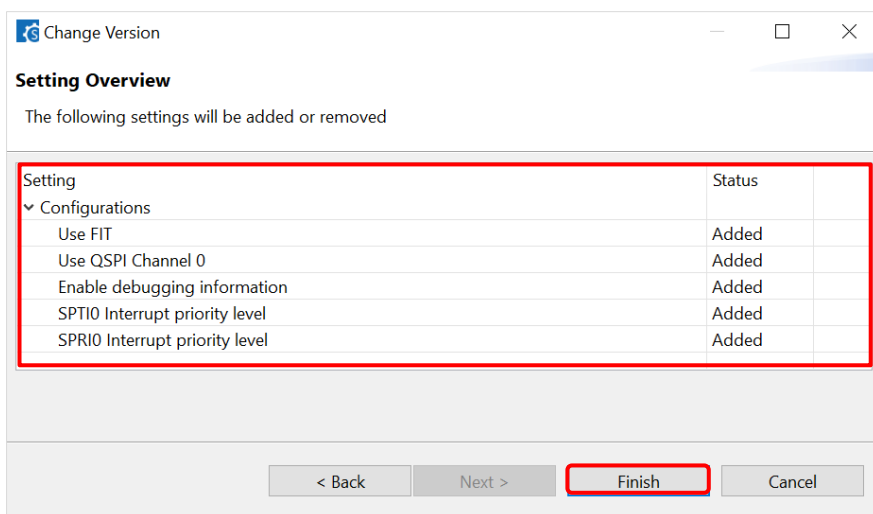 Change Version
Setting Overview
The following settings will be added or removed
Setting Status
Configurations
Use FIT Added
Use QSPI Channel 0 Added
Enable debugging information Added
SPTI0 Interrupt priority level Added
SPRI0 Interrupt priority level Added
< Back Next > Finish Cancel